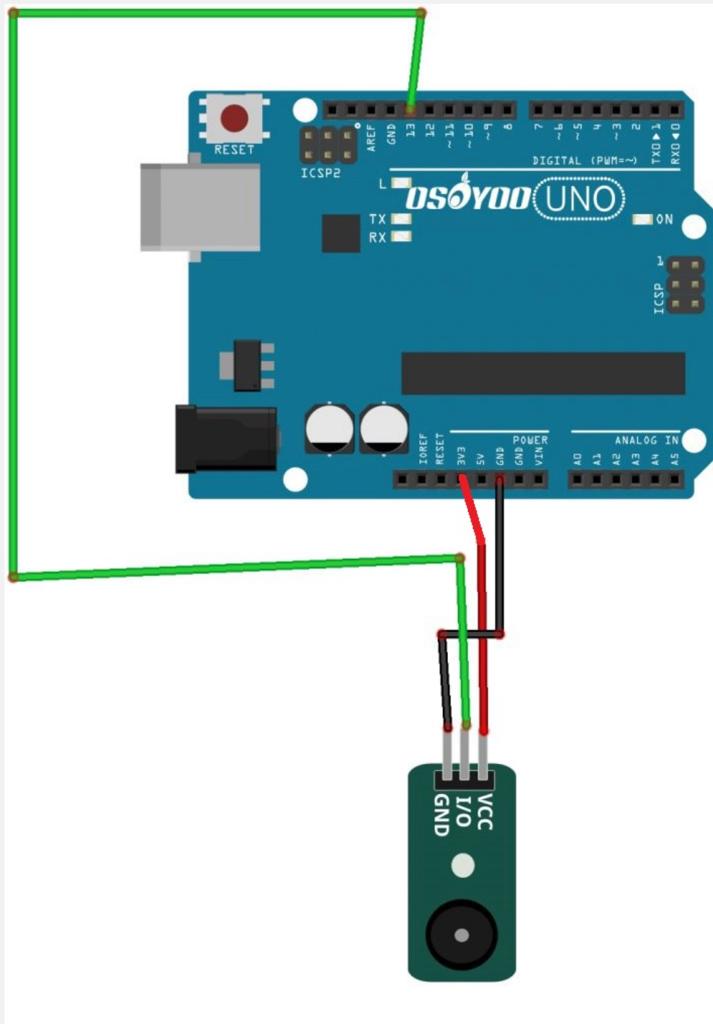 RESET
ICSP2
AREF
GND
13
12
~11
~10
~9
8
7
~6
~5
4
~3
2
TX0▶1
RX0◀0
DIGITAL (PWM=~)
L
OSOYOO UNO
TX
RX
ON
1
ICSP
POWER
ANALOG IN
IOREF
RESET
3V3
5V
GND
GND
VIN
A0
A1
A2
A3
A4
A5
GND
I/O
VCC